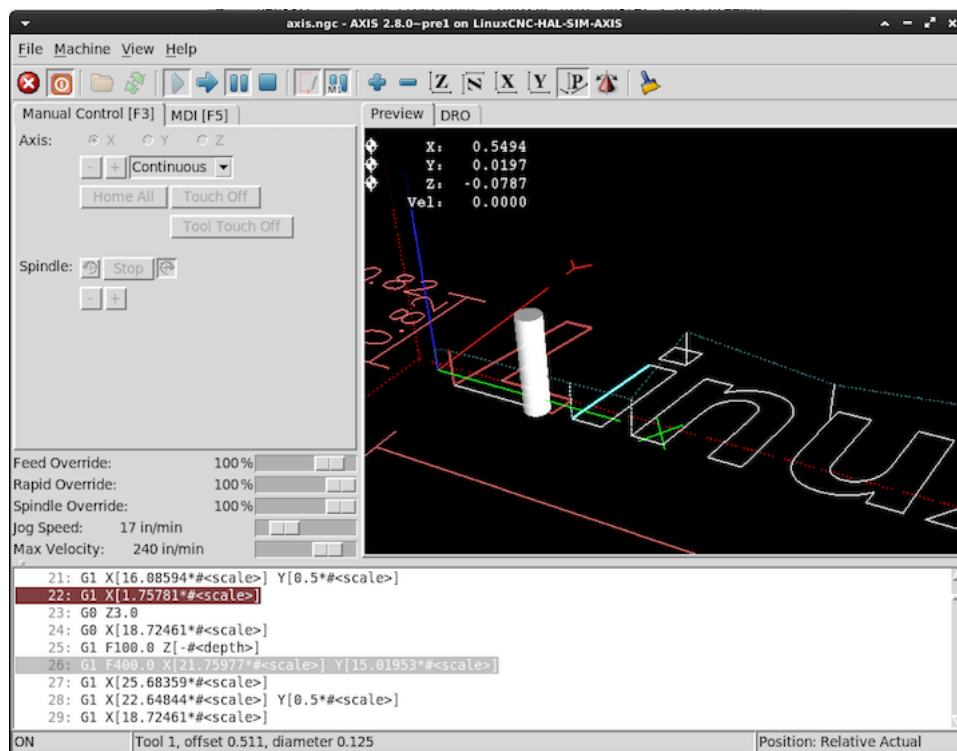 axis.ngc - AXIS 2.8.0~pre1 on LinuxCNC-HAL-SIM-AXIS
File Machine View Help
Manual Control [F3] MDI [F5] Preview DRO
Axis: X Y Z
- + Continuous
Home All Touch Off
Tool Touch Off
Spindle: Stop
- +
X: 0.5494
Y: 0.0197
Z: -0.0787
Vel: 0.0000
Linu
Feed Override: 100%
Rapid Override: 100%
Spindle Override: 100%
Jog Speed: 17 in/min
Max Velocity: 240 in/min
21: G1 X[16.08594*#<scale>] Y[0.5*#<scale>]
22: G1 X[1.75781*#<scale>]
23: G0 Z3.0
24: G0 X[18.72461*#<scale>]
25: G1 F100.0 Z[-#<depth>]
26: G1 F400.0 X[21.75977*#<scale>] Y[15.01953*#<scale>]
27: G1 X[25.68359*#<scale>]
28: G1 X[22.64844*#<scale>] Y[0.5*#<scale>]
29: G1 X[18.72461*#<scale>]
ON Tool 1, offset 0.511, diameter 0.125 Position: Relative Actual